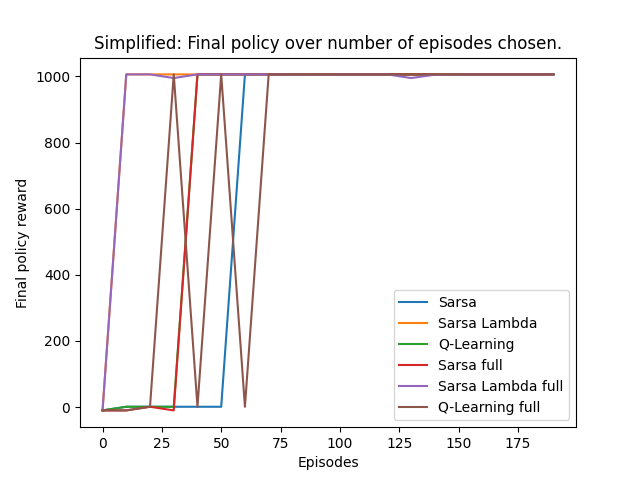 Simplified: Final policy over number of episodes chosen.
Final policy reward
1000
800
600
400
200
0
0 25 50 75 100 125 150 175
Episodes
Sarsa
Sarsa Lambda
Q-Learning
Sarsa full
Sarsa Lambda full
Q-Learning full